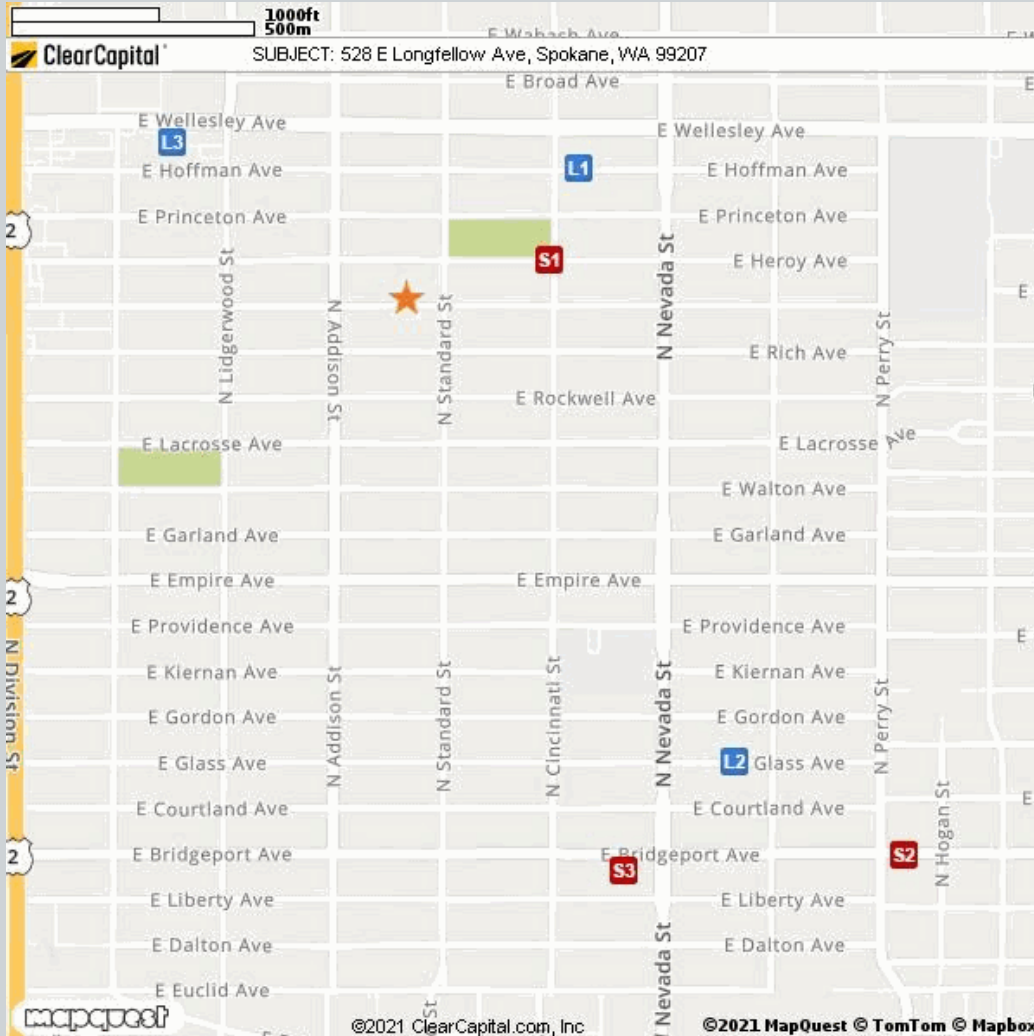 1000ft
500m
E Wabash Ave
ClearCapital
SUBJECT: 528 E Longfellow Ave, Spokane, WA 99207
E Broad Ave
E Wellesley Ave
E Wellesley Ave
L3
L1
E Hoffman Ave
E Hoffman Ave
E Princeton Ave
E Princeton Ave
2
S1
E Heroy Ave
N Nevada St
N Lidgerwood St
N Addison St
N Standard St
E
N Perry St
E Rich Ave
E Rockwell Ave
E Lacrosse Ave
E Lacrosse Ave
E Walton Ave
E Garland Ave
E Garland Ave
E Empire Ave
E Empire Ave
2
E Providence Ave
E Providence Ave
E
N Division St
E Kiernan Ave
E Kiernan Ave
N Addison St
N Standard St
N Cincinnati St
N Nevada St
N Perry St
E Gordon Ave
E Gordon Ave
E Glass Ave
L2
Glass Ave
E Courtland Ave
E Courtland Ave
E
N Hogan St
2
E Bridgeport Ave
E Bridgeport Ave
S2
S3
E Liberty Ave
E Liberty Ave
E Dalton Ave
E Dalton Ave
N Nevada St
E Euclid Ave
St
mapquest
©2021 ClearCapital.com, Inc
©2021 MapQuest © TomTom © Mapbox